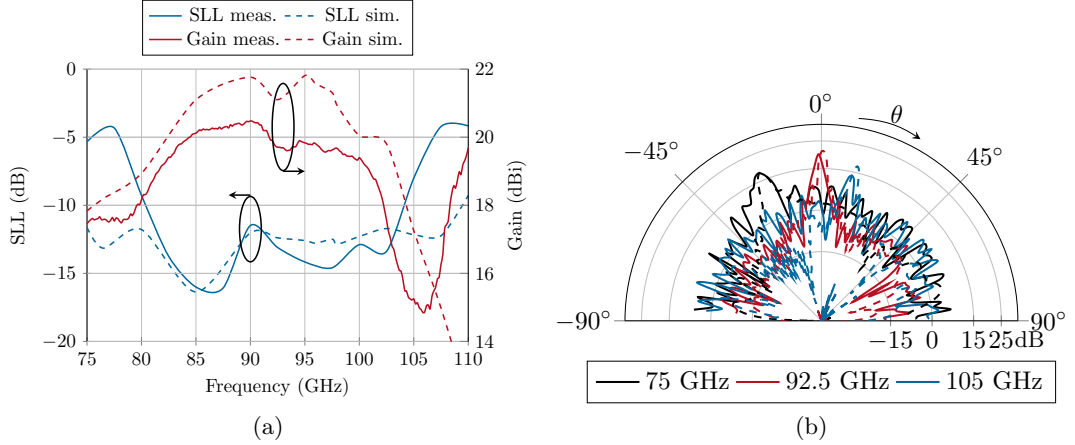 SLL meas. SLL sim.
Gain meas. Gain sim.
0
−5
−10
−15
−20
SLL (dB)
22
20
18
16
14
Gain (dBi)
75 80 85 90 95 100 105 110
Frequency (GHz)
(a)
0°
θ
−45°
45°
−90°
90°
−15 0 15 25dB
75 GHz 92.5 GHz 105 GHz
(b)